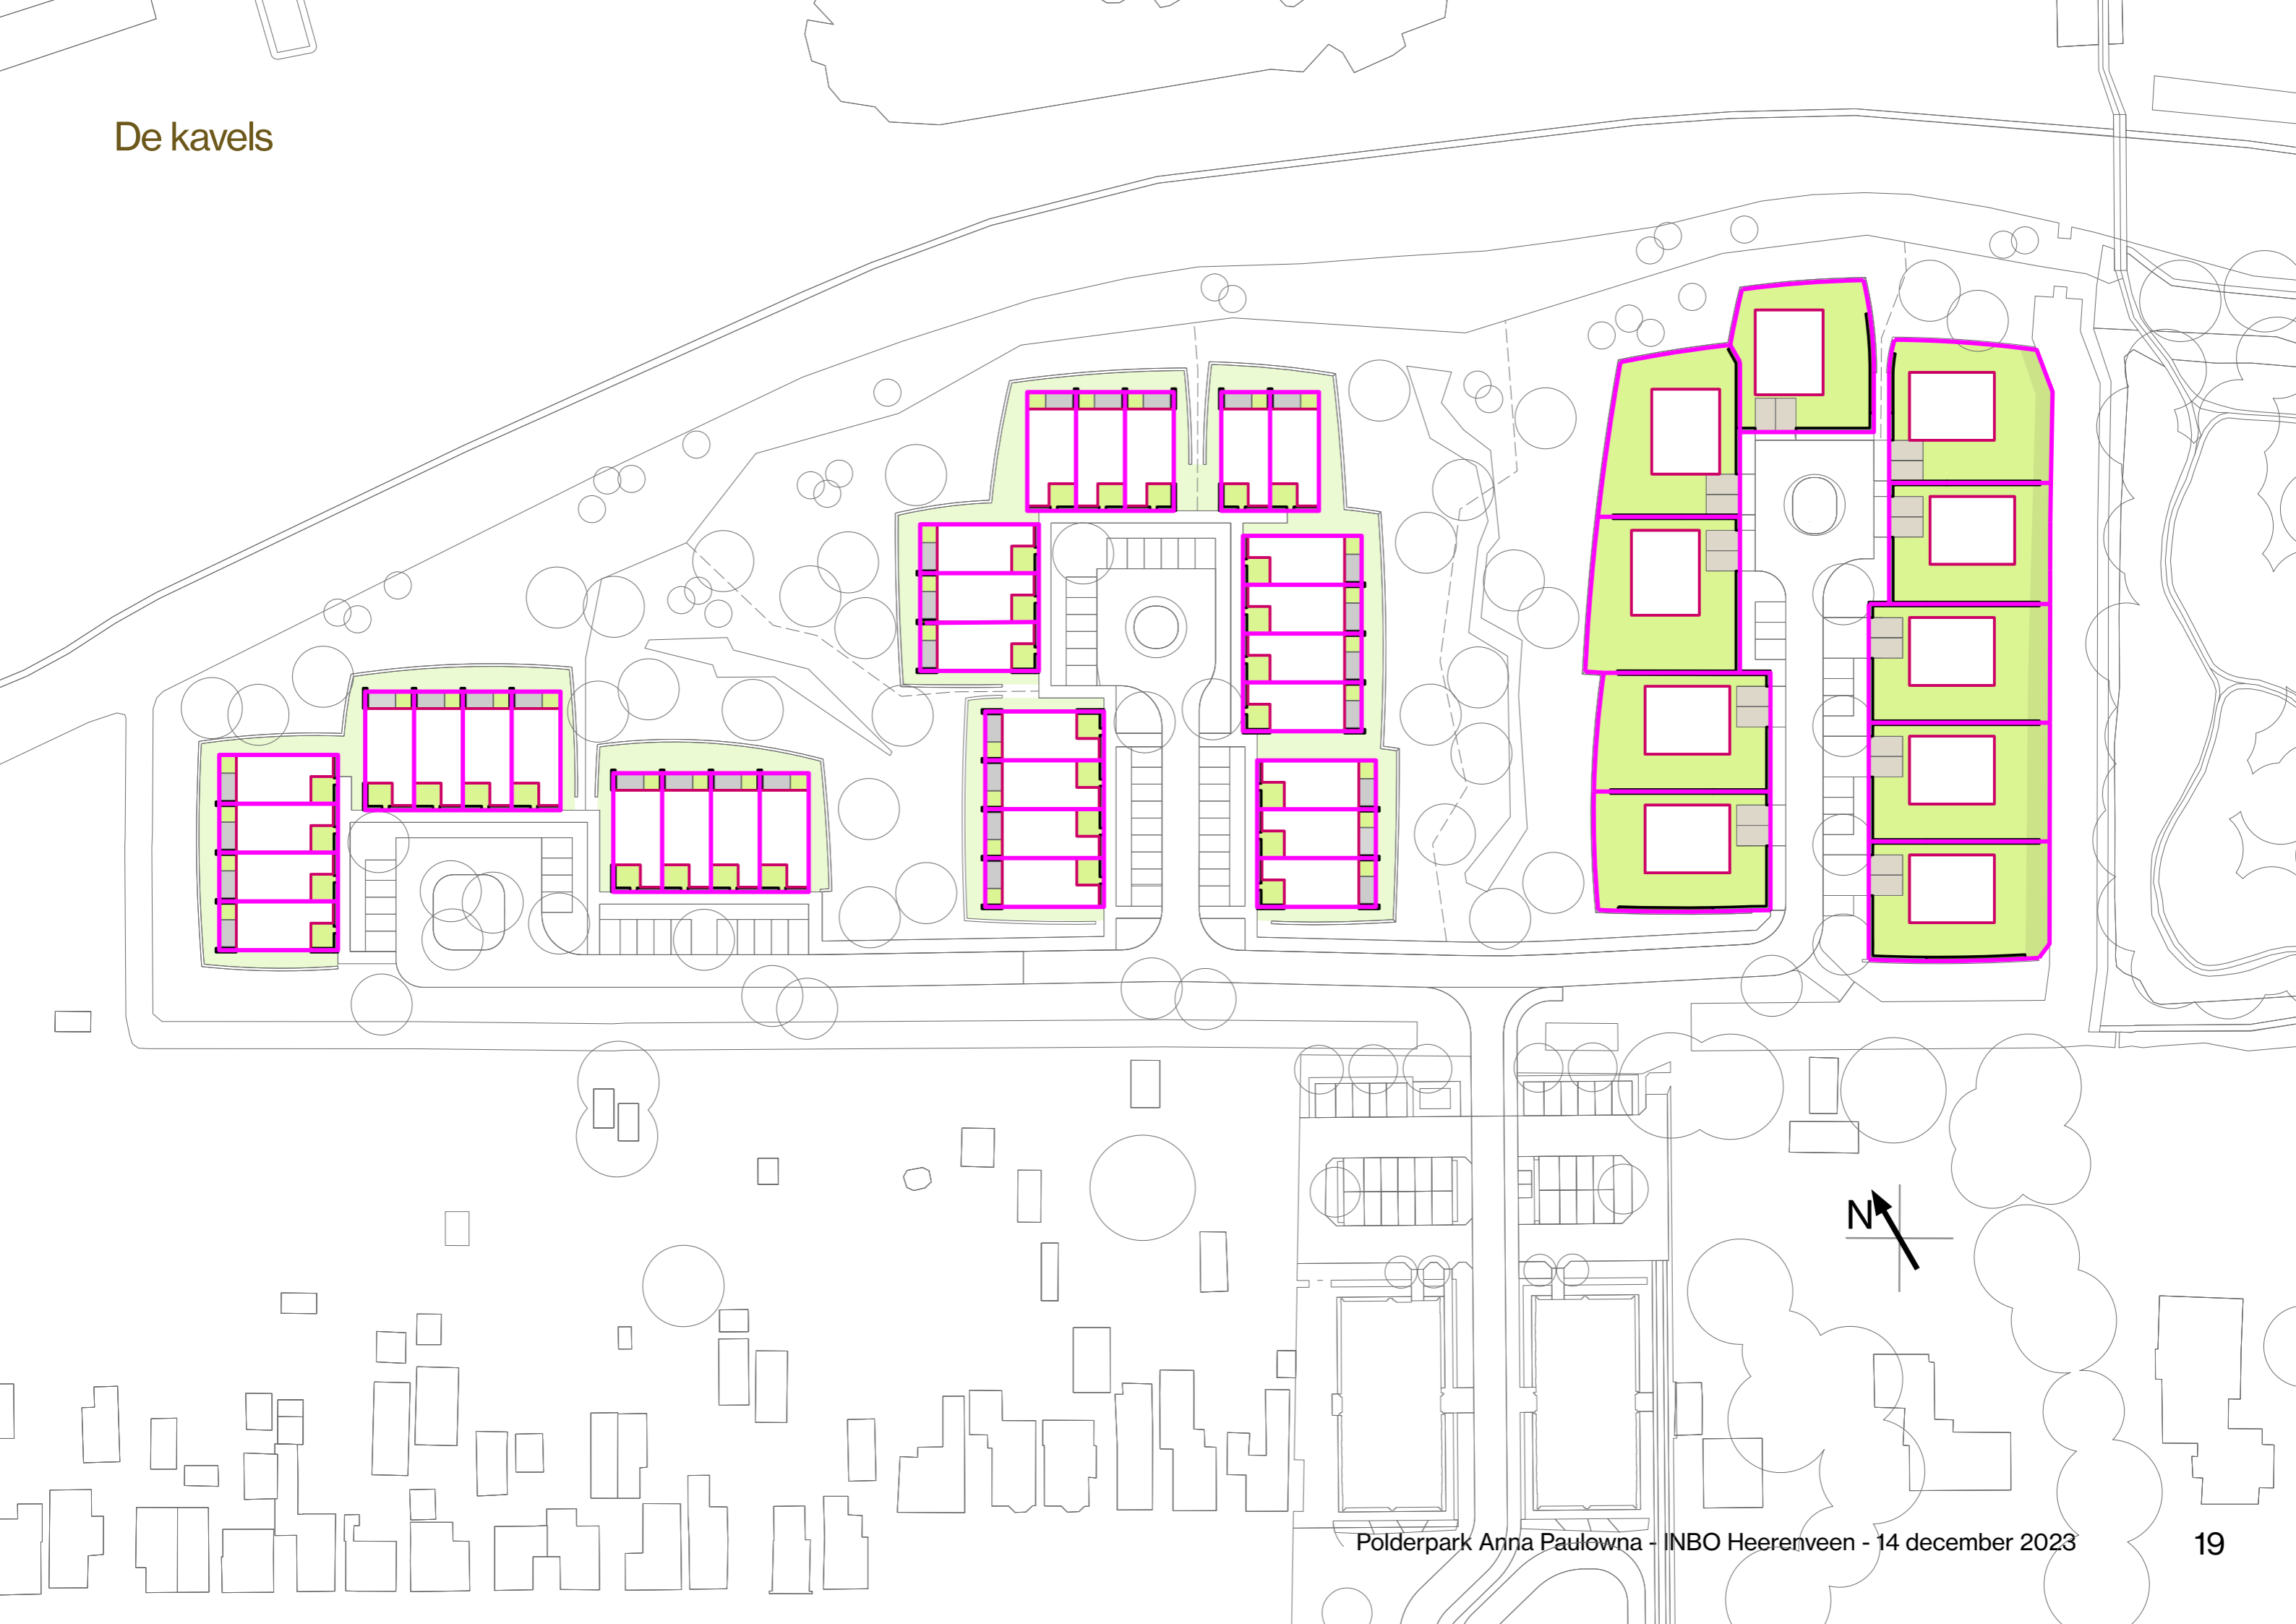 De kavels
N
Polderpark Anna Paulowna - INBO Heerenveen - 14 december 2023
19